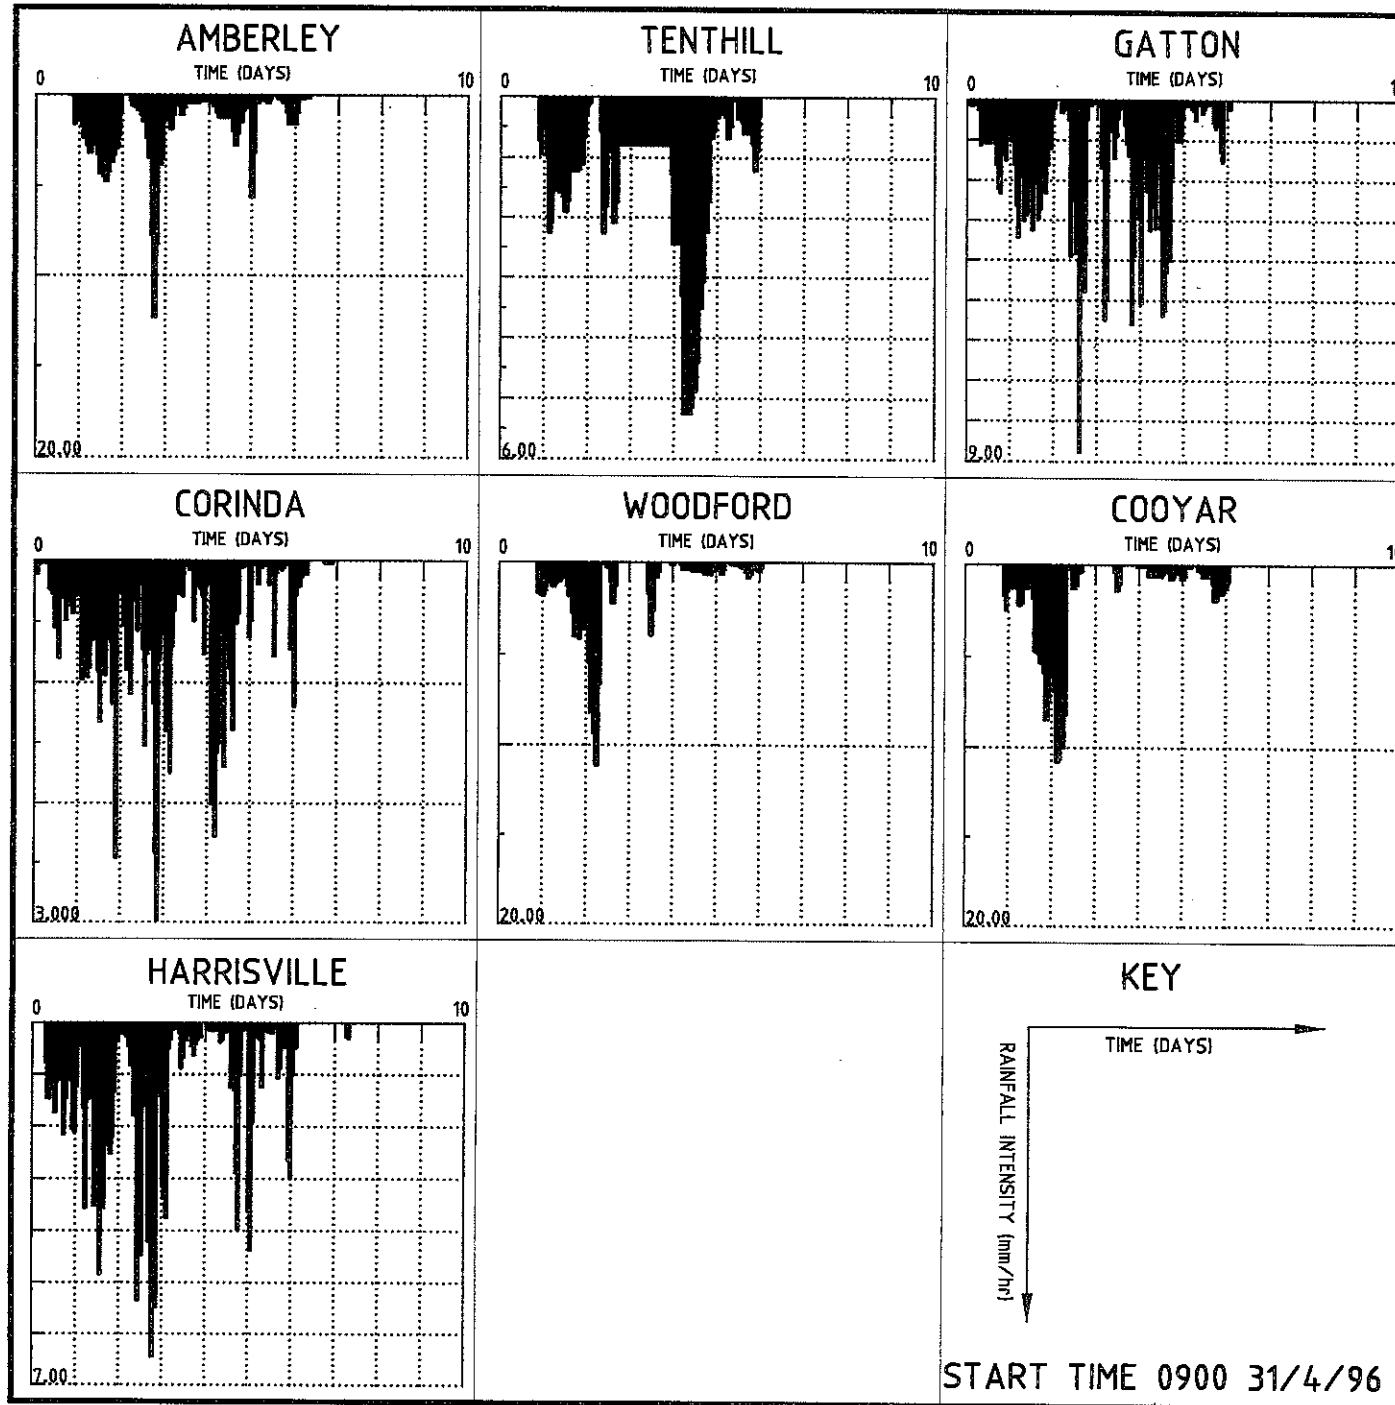 AMBERLEY
TIME (DAYS)
0 10
20.00
TENTHILL
TIME (DAYS)
0 10
6.00
GATTON
TIME (DAYS)
0 1
9.00
CORINDA
TIME (DAYS)
0 10
3.000
WOODFORD
TIME (DAYS)
0 10
20.00
COOYAR
TIME (DAYS)
0 1
20.00
HARRISVILLE
TIME (DAYS)
0 10
7.00
KEY
TIME (DAYS)
RAINFALL INTENSITY (mm/hr)
START TIME 0900 31/4/96